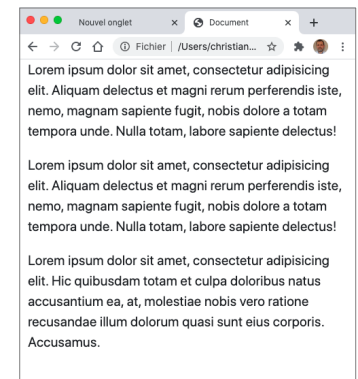 Nouvel onglet
Document
Fichier
/Users/christian...
Lorem ipsum dolor sit amet, consectetur adipisicing
elit. Aliquam delectus et magni rerum perferendis iste,
nemo, magnam sapiente fugit, nobis dolore a totam
tempora unde. Nulla totam, labore sapiente delectus!
Lorem ipsum dolor sit amet, consectetur adipisicing
elit. Aliquam delectus et magni rerum perferendis iste,
nemo, magnam sapiente fugit, nobis dolore a totam
tempora unde. Nulla totam, labore sapiente delectus!
Lorem ipsum dolor sit amet, consectetur adipisicing
elit. Hic quibusdam totam et culpa doloribus natus
accusantium ea, at, molestiae nobis vero ratione
recusandae illum dolorum quasi sunt eius corporis.
Accusamus.